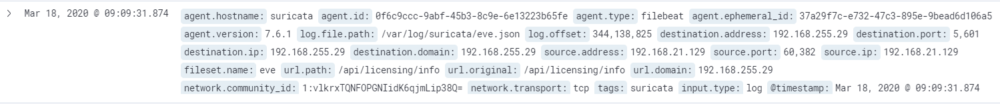 Mar 18, 2020 @ 09:09:31.874 agent.hostname: suricata agent.id: 0f6c9ccc-9abf-45b3-8c9e-6e13223b65fe agent.type: filebeat agent.ephemeral_id: 37a29f7c-e732-47c3-895e-9bead6d106a5
agent.version: 7.6.1 log.file.path: /var/log/suricata/eve.json log.offset: 344,138,825 destination.address: 192.168.255.29 destination.port: 5,601
destination.ip: 192.168.255.29 destination.domain: 192.168.255.29 source.address: 192.168.21.129 source.port: 60,382 source.ip: 192.168.21.129
fileset.name: eve url.path: /api/licensing/info url.original: /api/licensing/info url.domain: 192.168.255.29
network.community_id: 1:vlkrxTQNFOPGNIidK6qjmLip38Q= network.transport: tcp tags: suricata input.type: log @timestamp: Mar 18, 2020 @ 09:09:31.874